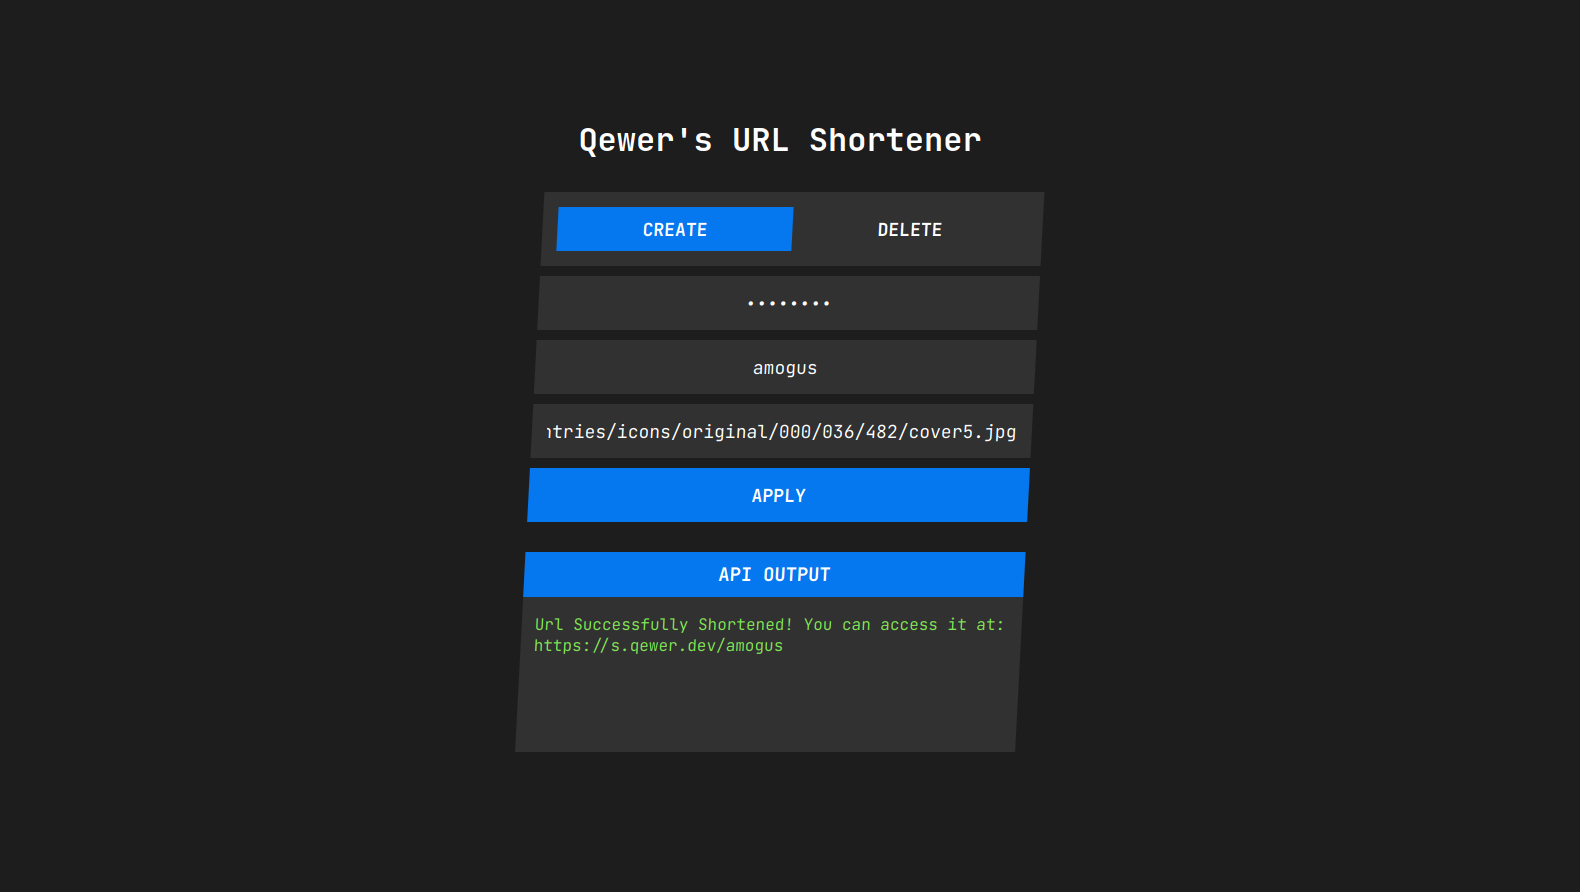 Qewer's URL Shortener
CREATE DELETE
••••••••
amogus
ntries/icons/original/000/036/482/cover5.jpg
APPLY
API OUTPUT
Url Successfully Shortened! You can access it at:
https://s.qewer.dev/amogus